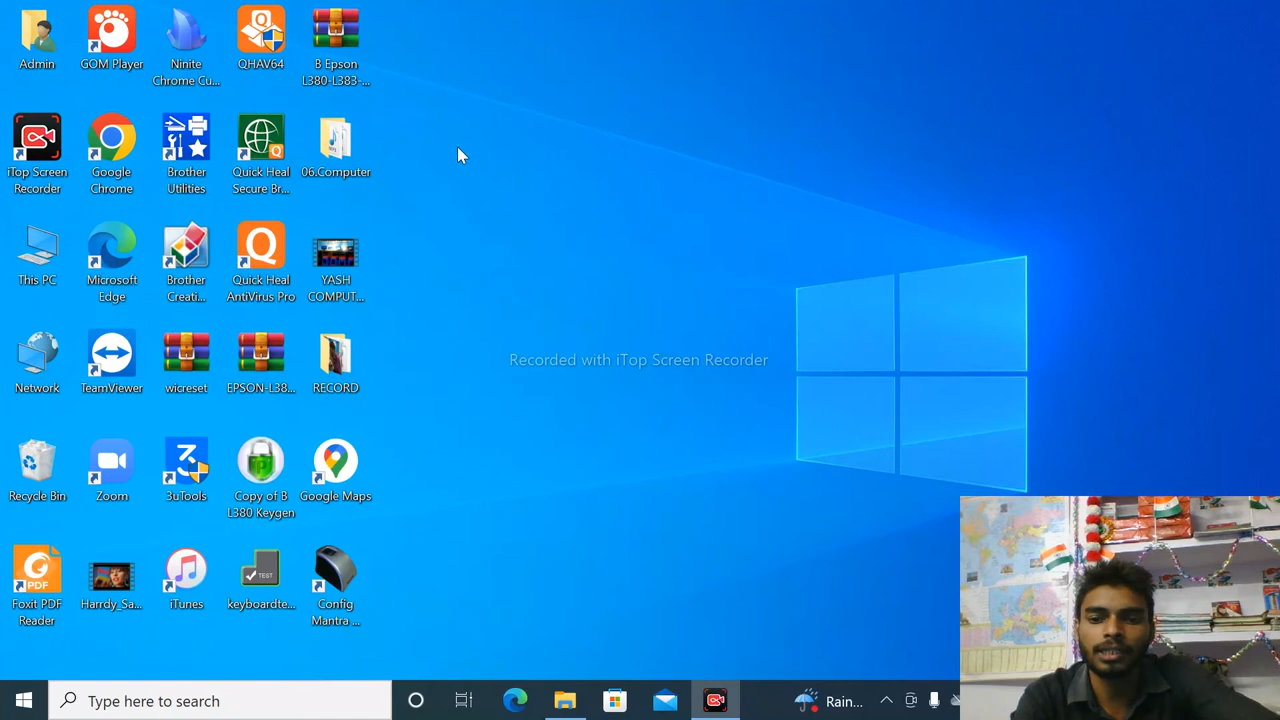 Admin
GOM Player
Ninite
Chrome Cu...
QHAV64
B Epson
L380-L383-...
iTop Screen
Recorder
Google
Chrome
Brother
Utilities
Quick Heal
Secure Br...
06.Computer
This PC
Microsoft
Edge
Brother
Creati...
Quick Heal
AntiVirus Pro
YASH
COMPUT...
Recorded with iTop Screen Recorder
Network
TeamViewer
wicreset
EPSON-L38...
RECORD
Recycle Bin
Zoom
3uTools
Copy of B
L380 Keygen
Google Maps
PDF
Foxit PDF
Reader
Harrdy_Sa...
iTunes
TEST
keyboardte...
Config
Mantra ...
Type here to search
Rain...